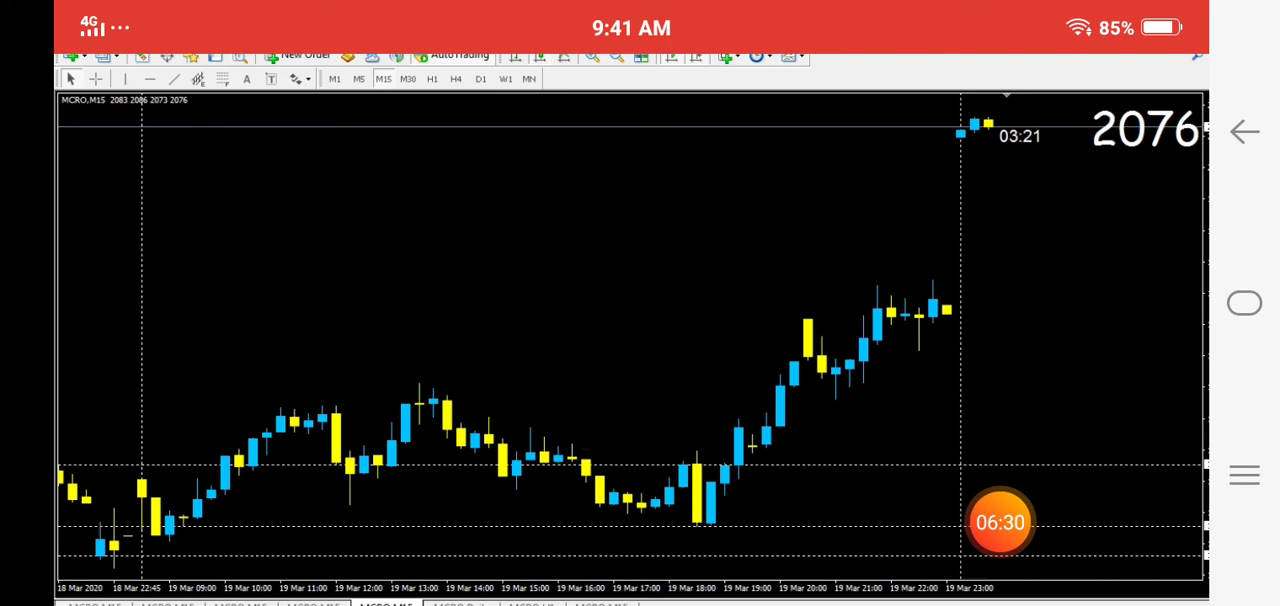 4G 9:41 AM 85%
New Order AutoTrading
A T M1 M5 M15 M30 H1 H4 D1 W1 MN
MCRO,M15 2083 2086 2073 2076
2076
03:21
06:30
18 Mar 2020 18 Mar 22:45 19 Mar 09:00 19 Mar 10:00 19 Mar 11:00 19 Mar 12:00 19 Mar 13:00 19 Mar 14:00 19 Mar 15:00 19 Mar 16:00 19 Mar 17:00 19 Mar 18:00 19 Mar 19:00 19 Mar 20:00 19 Mar 21:00 19 Mar 22:00 19 Mar 23:00